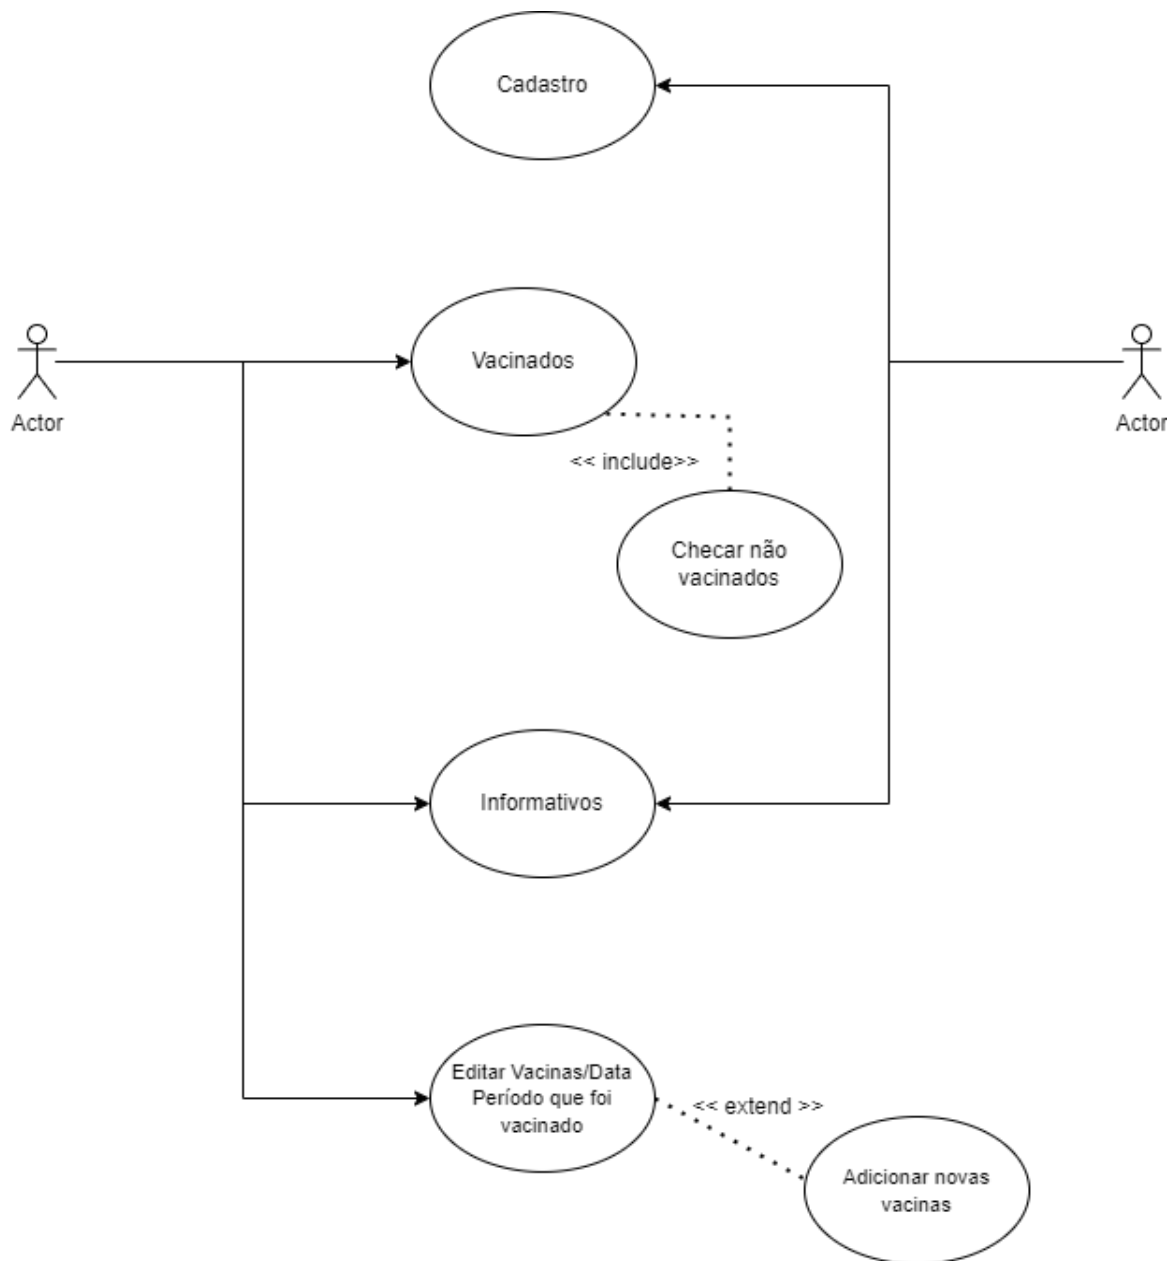 Cadastro
Vacinados
Actor
Actor
<< include>>
Checar não
vacinados
Informativos
Editar Vacinas/Data
Período que foi
vacinado
<< extend >>
Adicionar novas
vacinas